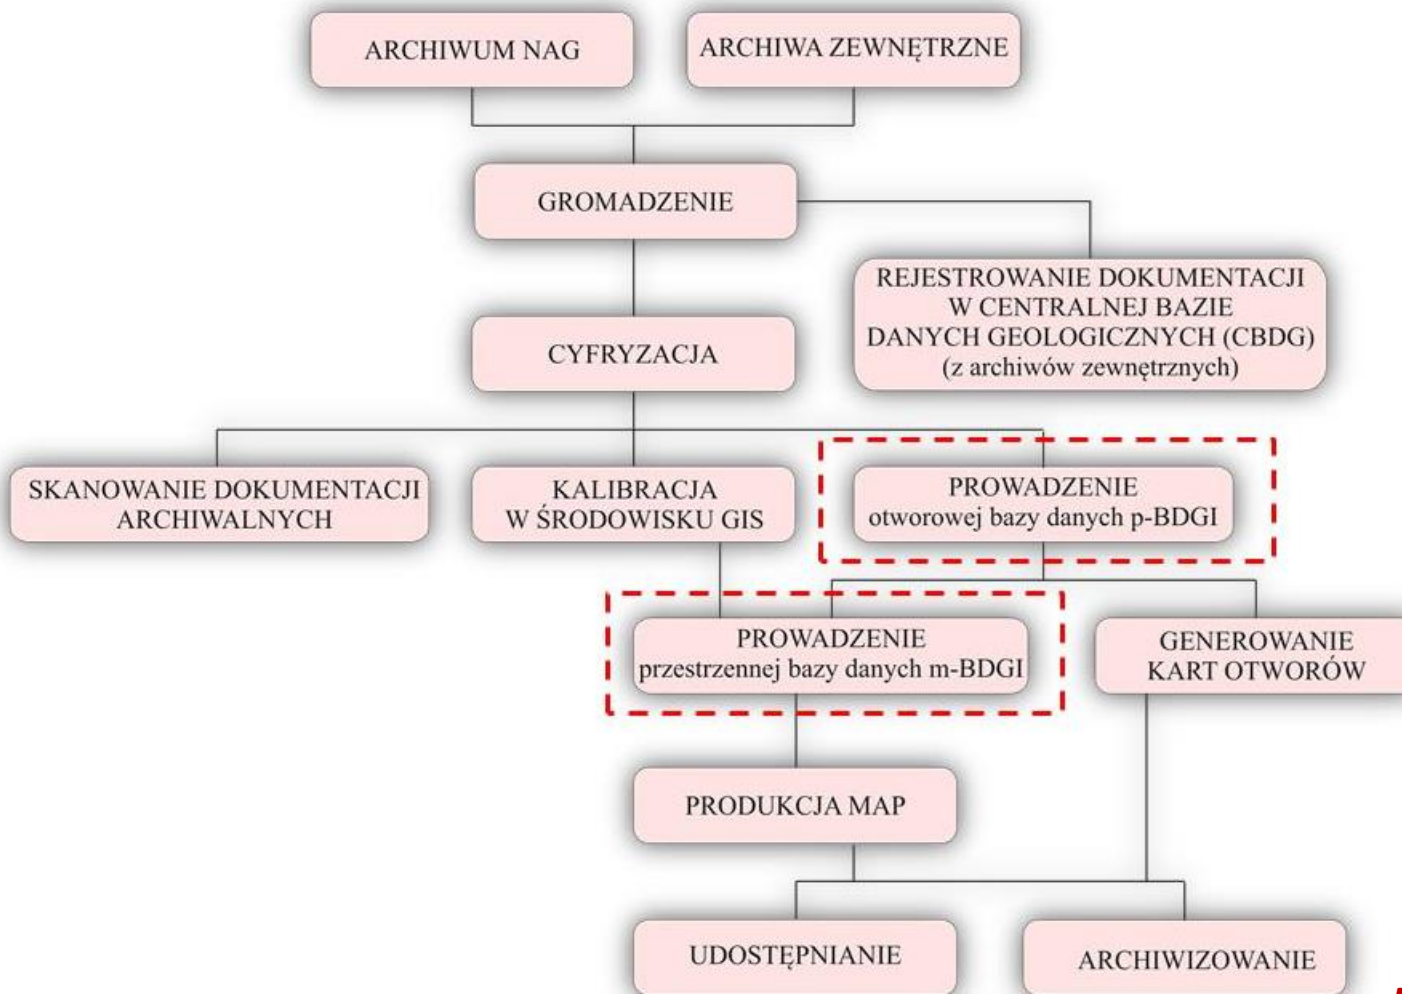 ARCHIWUM NAG
ARCHIWA ZEWNĘTRZNE
GROMADZENIE
REJESTROWANIE DOKUMENTACJI
W CENTRALNEJ BAZIE
DANYCH GEOLOGICZNYCH (CBDG)
(z archiwów zewnętrznych)
CYFRYZACJA
SKANOWANIE DOKUMENTACJI
ARCHIWALNYCH
KALIBRACJA
W ŚRODOWISKU GIS
PROWADZENIE
otworowej bazy danych p-BDGI
PROWADZENIE
przestrzennej bazy danych m-BDGI
GENEROWANIE
KART OTWORÓW
PRODUKCJA MAP
UDOSTĘPNIANIE
ARCHIWIZOWANIE